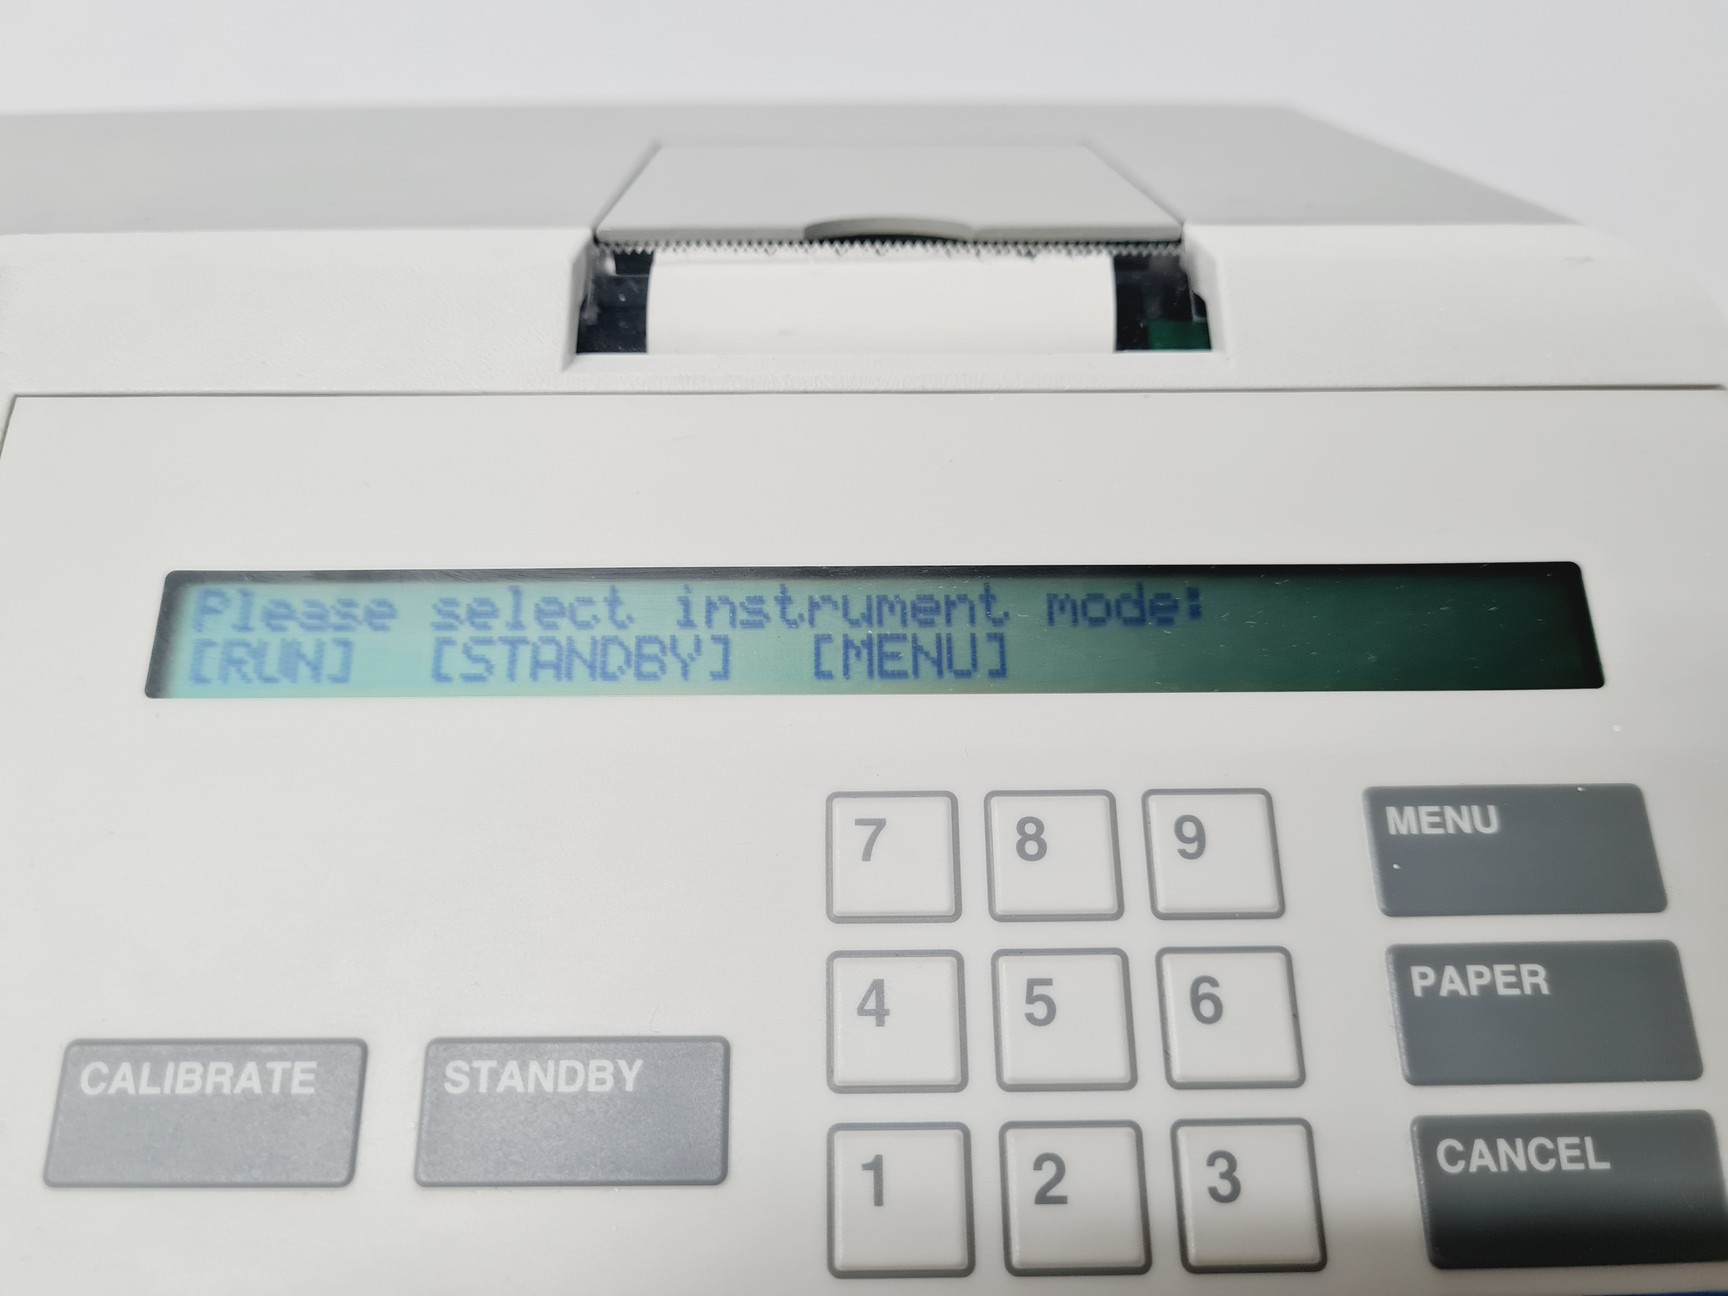 Please select instrument mode:
[RUN] [STANDBY] [MENU]
7 8 9 MENU
4 5 6 PAPER
CALIBRATE STANDBY
1 2 3 CANCEL